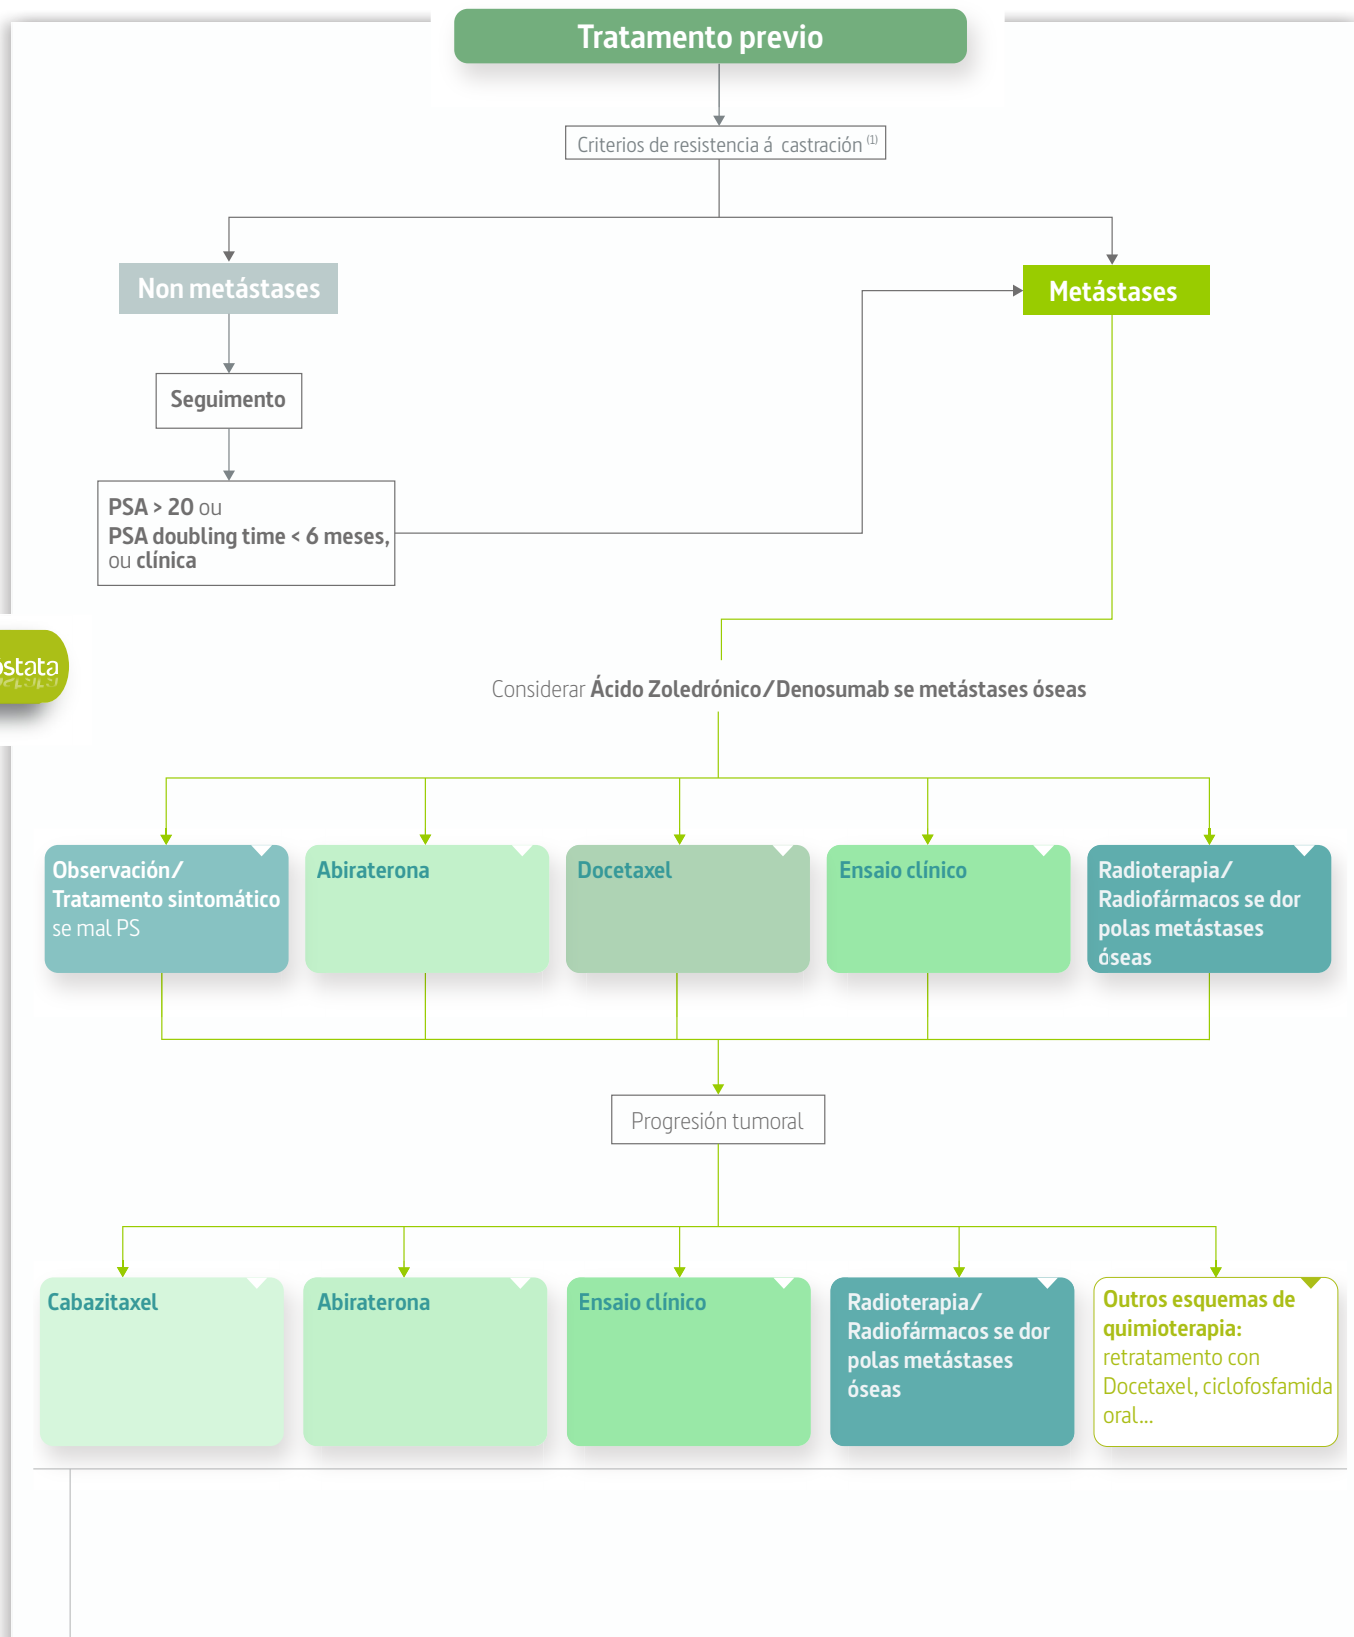 Tratamento previo
Criterios de resistencia á castración (1)
Non metástases
Metástases
Seguimento
PSA > 20 ou
PSA doubling time < 6 meses,
ou clínica
Considerar Ácido Zoledrónico/Denosumab se metástases óseas
Observación/
Tratamento sintomático
se mal PS
Abiraterona
Docetaxel
Ensaio clínico
Radioterapia/
Radiofármacos se dor
polas metástases
óseas
Progresión tumoral
Cabazitaxel
Abiraterona
Ensaio clínico
Radioterapia/
Radiofármacos se dor
polas metástases
óseas
Outros esquemas de
quimioterapia:
retratamento con
Docetaxel, ciclofosfamida
oral...